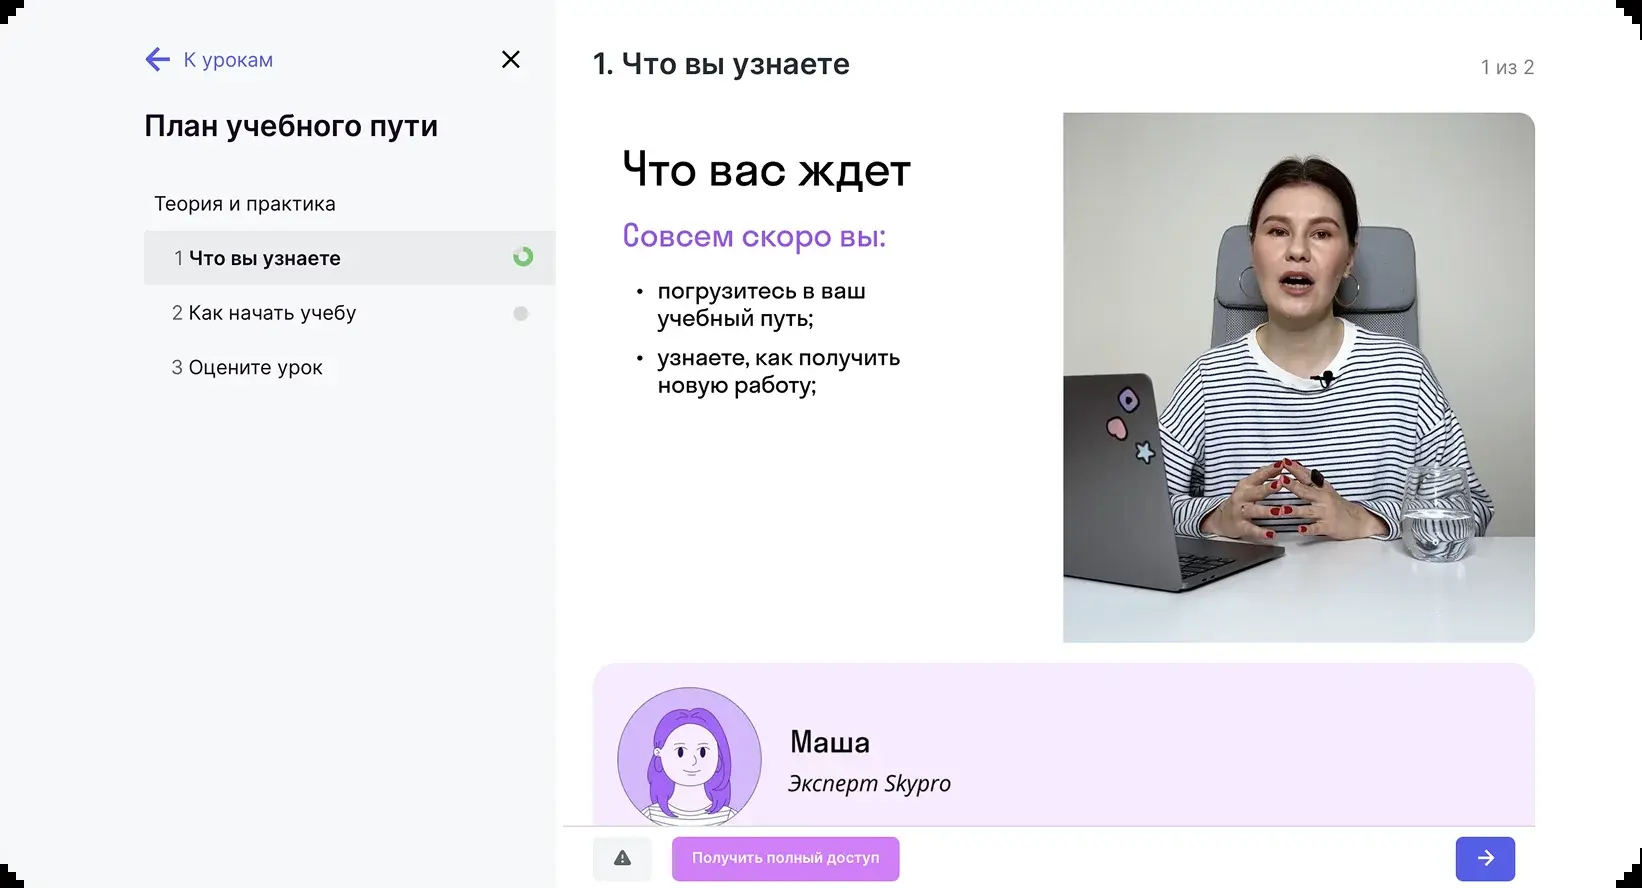 К урокам
План учебного пути
Теория и практика
1 Что вы узнаете
2 Как начать учебу
3 Оцените урок
1. Что вы узнаете
1 из 2
Что вас ждет
Совсем скоро вы:
• погрузитесь в ваш
учебный путь;
• узнаете, как получить
новую работу;
Маша
Эксперт Skypro
Получить полный доступ